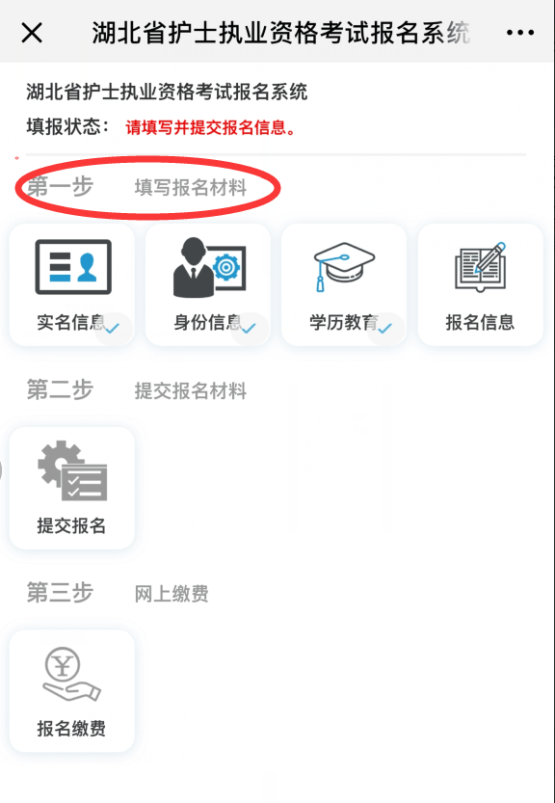 湖北省护士执业资格考试报名系统
湖北省护士执业资格考试报名系统
填报状态： 请填写并提交报名信息。
第一步 填写报名材料
实名信息 身份信息 学历教育 报名信息
第二步 提交报名材料
提交报名
第三步 网上缴费
¥
报名缴费